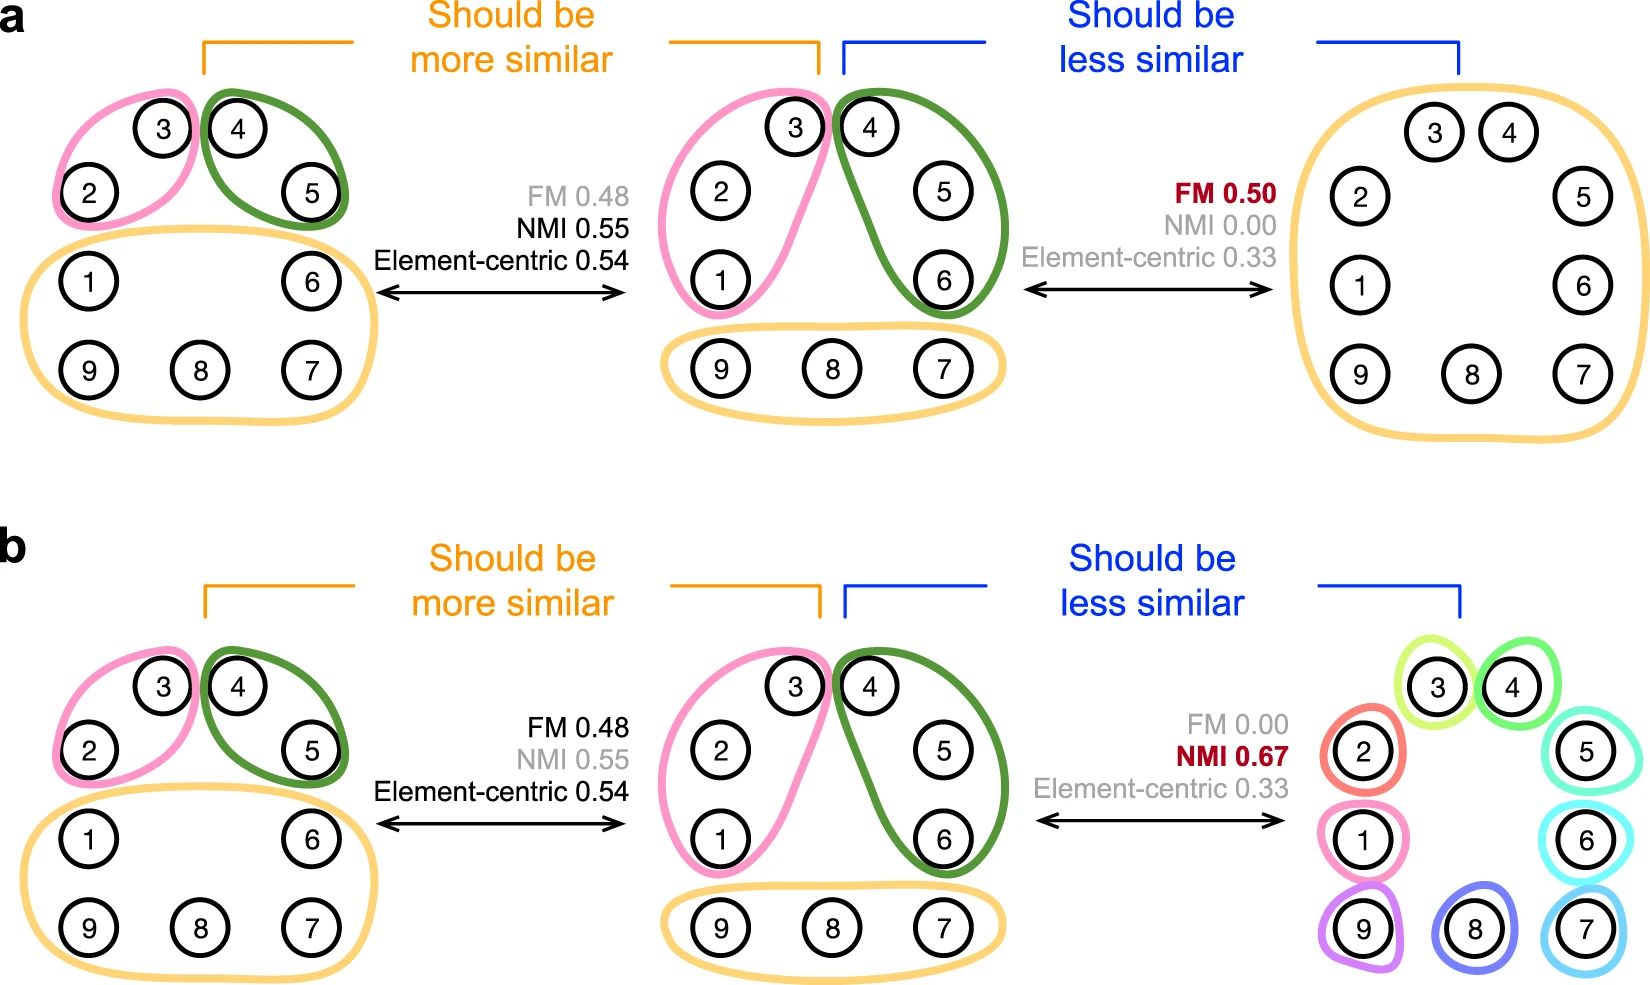 a
Should be
more similar
Should be
less similar
3 4
2 5
1 6
9 8 7
FM 0.48
NMI 0.55
Element-centric 0.54
3 4
2 5
1 6
9 8 7
FM 0.50
NMI 0.00
Element-centric 0.33
3 4
2 5
1 6
9 8 7
b
Should be
more similar
Should be
less similar
3 4
2 5
1 6
9 8 7
FM 0.48
NMI 0.55
Element-centric 0.54
3 4
2 5
1 6
9 8 7
FM 0.00
NMI 0.67
Element-centric 0.33
3 4
2 5
1 6
9 8 7